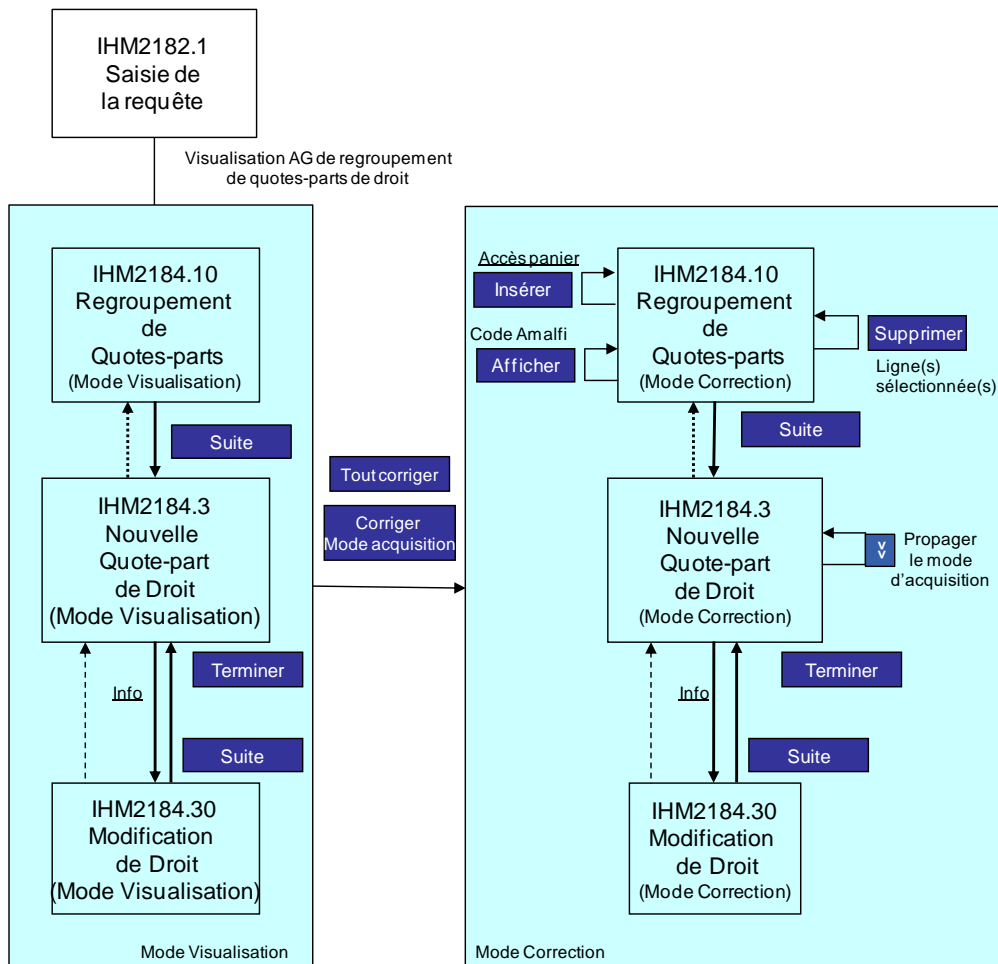 IHM2182.1
Saisie de
la requête
Visualisation AG de regroupement
de quotes-parts de droit
IHM2184.10
Regroupement
de
Quotes-parts
(Mode Visualisation)
Suite
IHM2184.3
Nouvelle
Quote-part
de Droit
(Mode Visualisation)
Terminer
Info
Suite
IHM2184.30
Modification
de Droit
(Mode Visualisation)
Mode Visualisation
Tout corriger
Corriger
Mode acquisition
Accès panier
Insérer
Code Amalfi
Afficher
IHM2184.10
Regroupement
de
Quotes-parts
(Mode Correction)
Supprimer
Ligne(s)
sélectionnée(s)
Suite
IHM2184.3
Nouvelle
Quote-part
de Droit
(Mode Correction)
Propager
le mode
d'acquisition
Terminer
Info
Suite
IHM2184.30
Modification
de Droit
(Mode Correction)
Mode Correction